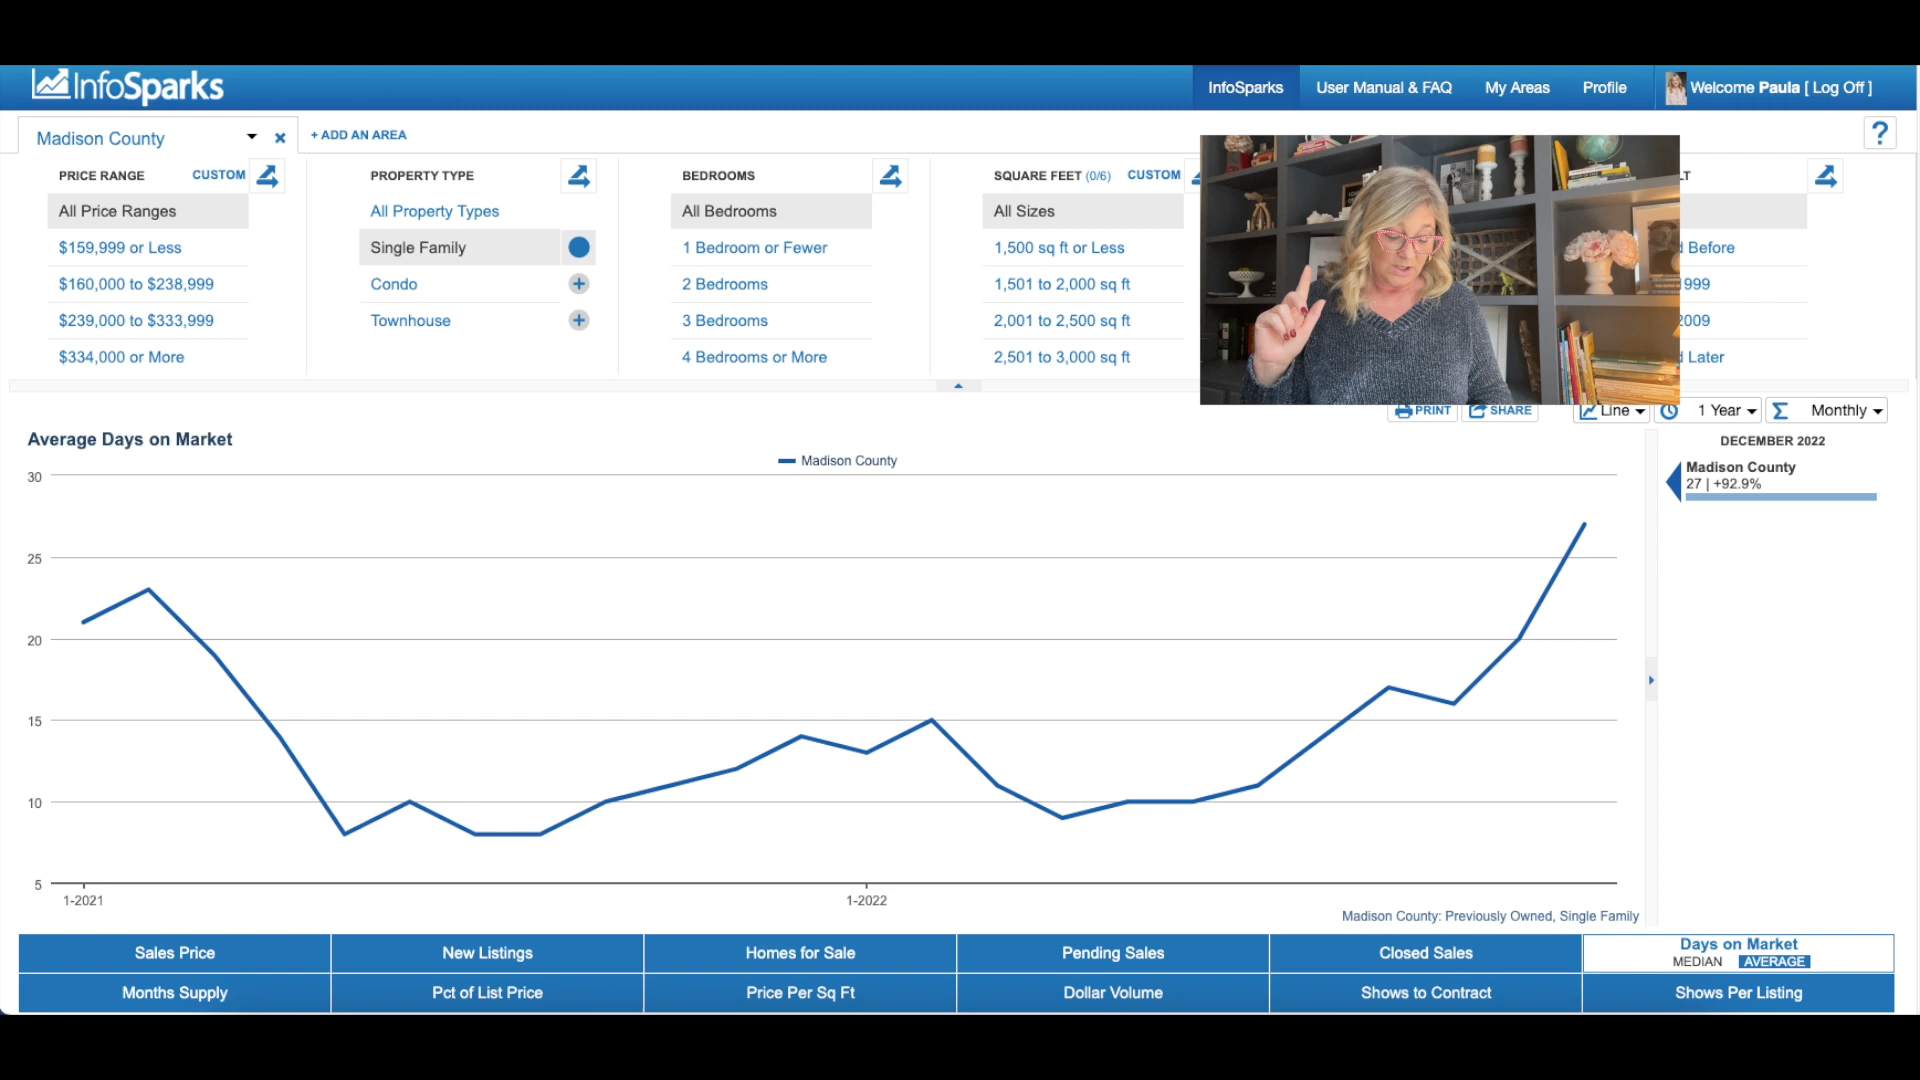 InfoSparks
InfoSparks
User Manual & FAQ
My Areas
Profile
Welcome Paula [ Log Off ]
Madison County
+ ADD AN AREA
?
PRICE RANGE
CUSTOM
All Price Ranges
$159,999 or Less
$160,000 to $238,999
$239,000 to $333,999
$334,000 or More
PROPERTY TYPE
All Property Types
Single Family
Condo
Townhouse
BEDROOMS
All Bedrooms
1 Bedroom or Fewer
2 Bedrooms
3 Bedrooms
4 Bedrooms or More
SQUARE FEET (0/6)
CUSTOM
All Sizes
1,500 sq ft or Less
1,501 to 2,000 sq ft
2,001 to 2,500 sq ft
2,501 to 3,000 sq ft
LT
d Before
1999
2009
d Later
PRINT
SHARE
Line
1 Year
Monthly
Average Days on Market
Madison County
DECEMBER 2022
Madison County
27 | +92.9%
30
25
20
15
10
5
1-2021
1-2022
Madison County: Previously Owned, Single Family
Sales Price
New Listings
Homes for Sale
Pending Sales
Closed Sales
Days on Market
MEDIAN AVERAGE
Months Supply
Pct of List Price
Price Per Sq Ft
Dollar Volume
Shows to Contract
Shows Per Listing